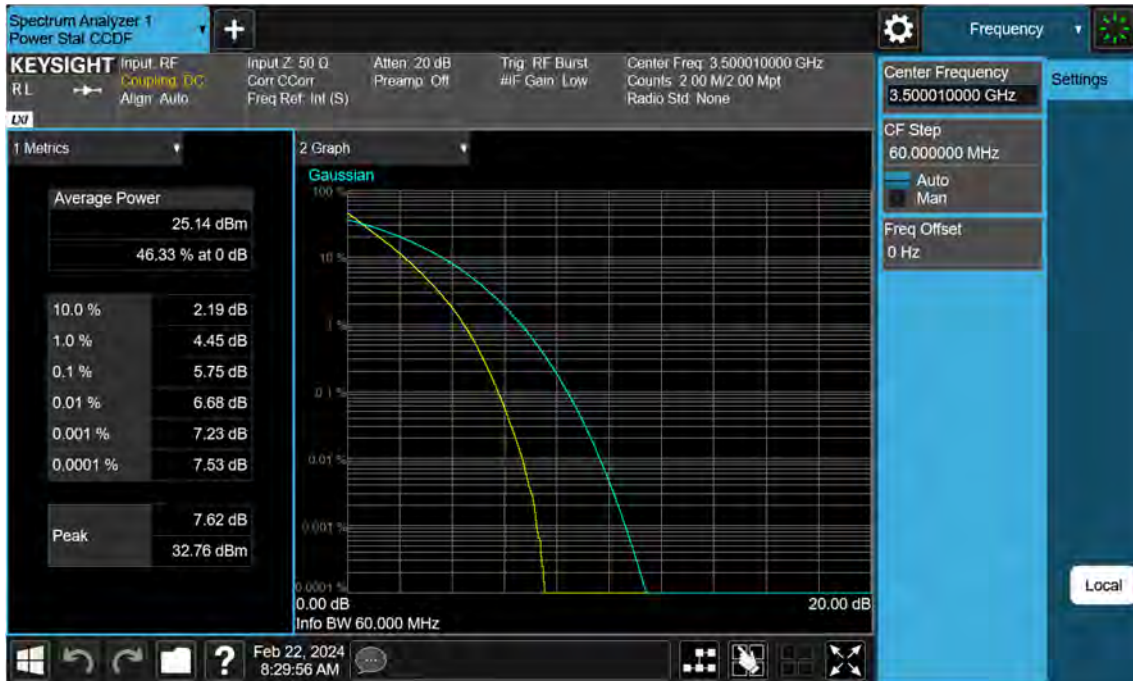 Spectrum Analyzer 1
Power Stat CCDF
Frequency
KEYSIGHT
RL
LXI
Input: RF
Coupling: DC
Align: Auto
Input Z: 50 Ω
Corr CCorr
Freq Ref: Int (S)
Atten: 20 dB
Preamp: Off
Trig: RF Burst
#IF Gain: Low
Center Freq: 3.500010000 GHz
Counts: 2.00 M/2.00 Mpt
Radio Std: None
Center Frequency
3.500010000 GHz
Settings
CF Step
60.000000 MHz
Auto
Man
Freq Offset
0 Hz
Local
1 Metrics
Average Power
25.14 dBm
46.33 % at 0 dB
10.0 % 2.19 dB
1.0 % 4.45 dB
0.1 % 5.75 dB
0.01 % 6.68 dB
0.001 % 7.23 dB
0.0001 % 7.53 dB
Peak
7.62 dB
32.76 dBm
2 Graph
Gaussian
100 %
10 %
1 %
0.1 %
0.01 %
0.001 %
0.0001 %
0.00 dB 20.00 dB
Info BW 60.000 MHz
?
Feb 22, 2024
8:29:56 AM